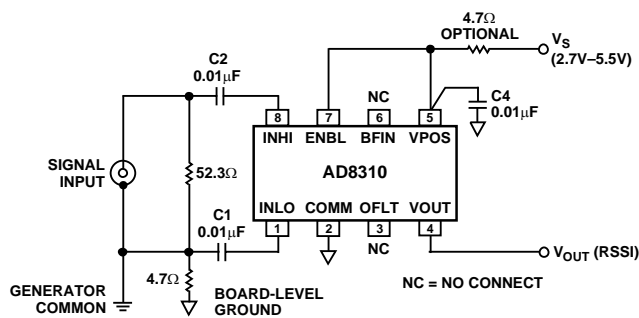 4.7Ω
OPTIONAL
VS
(2.7V–5.5V)
C2
0.01µF
NC
C4
0.01µF
8
7
6
5
INHI
ENBL
BFIN
VPOS
SIGNAL
INPUT
52.3Ω
AD8310
C1
0.01µF
INLO
COMM
OFLT
VOUT
1
2
3
4
NC
4.7Ω
VOUT (RSSI)
GENERATOR
COMMON
BOARD-LEVEL
GROUND
NC = NO CONNECT